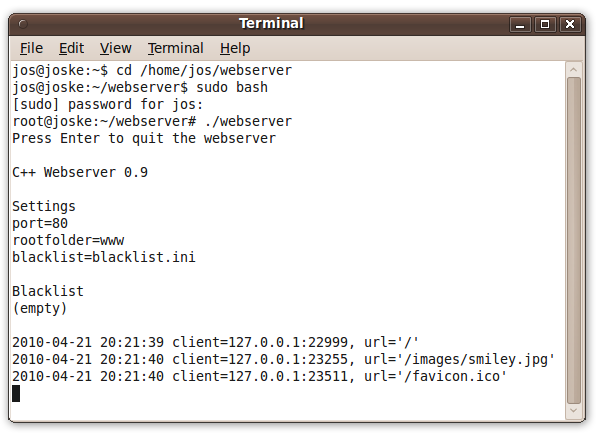 Terminal
File Edit View Terminal Help
jos@joske:~$ cd /home/jos/webserver
jos@joske:~/webserver$ sudo bash
[sudo] password for jos:
root@joske:~/webserver# ./webserver
Press Enter to quit the webserver
C++ Webserver 0.9
Settings
port=80
rootfolder=www
blacklist=blacklist.ini
Blacklist
(empty)
2010-04-21 20:21:39 client=127.0.0.1:22999, url='/'
2010-04-21 20:21:40 client=127.0.0.1:23255, url='/images/smiley.jpg'
2010-04-21 20:21:40 client=127.0.0.1:23511, url='/favicon.ico'